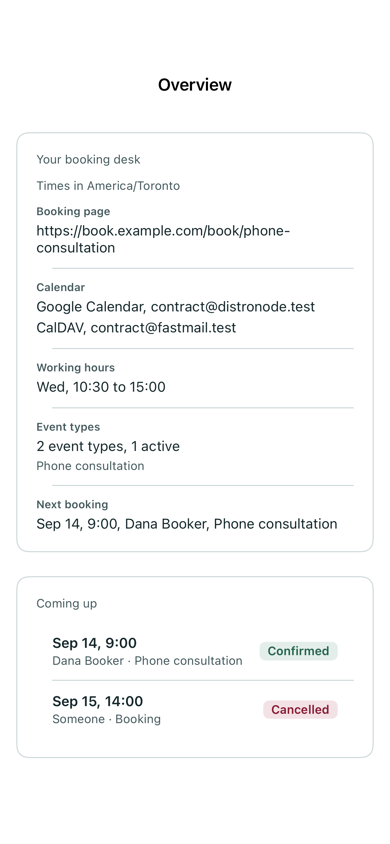 Overview
Your booking desk
Times in America/Toronto
Booking page
https://book.example.com/book/phone-
consultation
Calendar
Google Calendar, contract@distronode.test
CalDAV, contract@fastmail.test
Working hours
Wed, 10:30 to 15:00
Event types
2 event types, 1 active
Phone consultation
Next booking
Sep 14, 9:00, Dana Booker, Phone consultation
Coming up
Sep 14, 9:00
Dana Booker · Phone consultation
Confirmed
Sep 15, 14:00
Someone · Booking
Cancelled